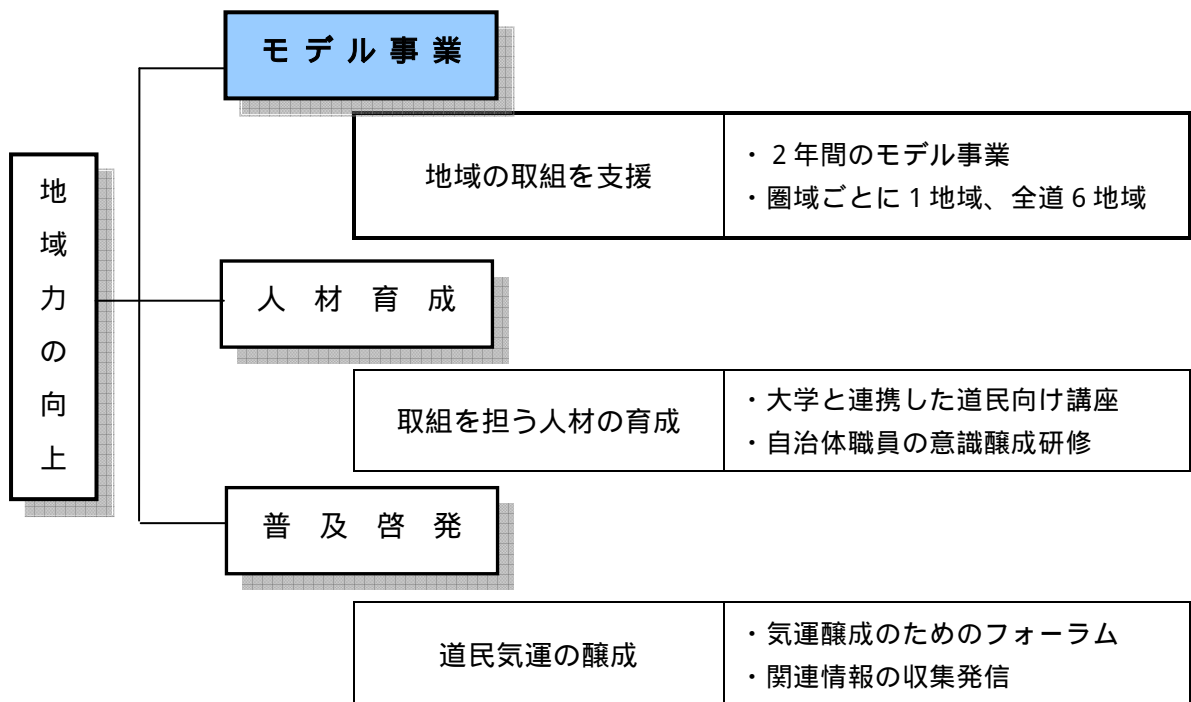 モデル事業
地域の取組を支援
・２年間のモデル事業
・圏域ごとに１地域、全道６地域
地域力の向上
人材育成
取組を担う人材の育成
・大学と連携した道民向け講座
・自治体職員の意識醸成研修
普及啓発
道民気運の醸成
・気運醸成のためのフォーラム
・関連情報の収集発信